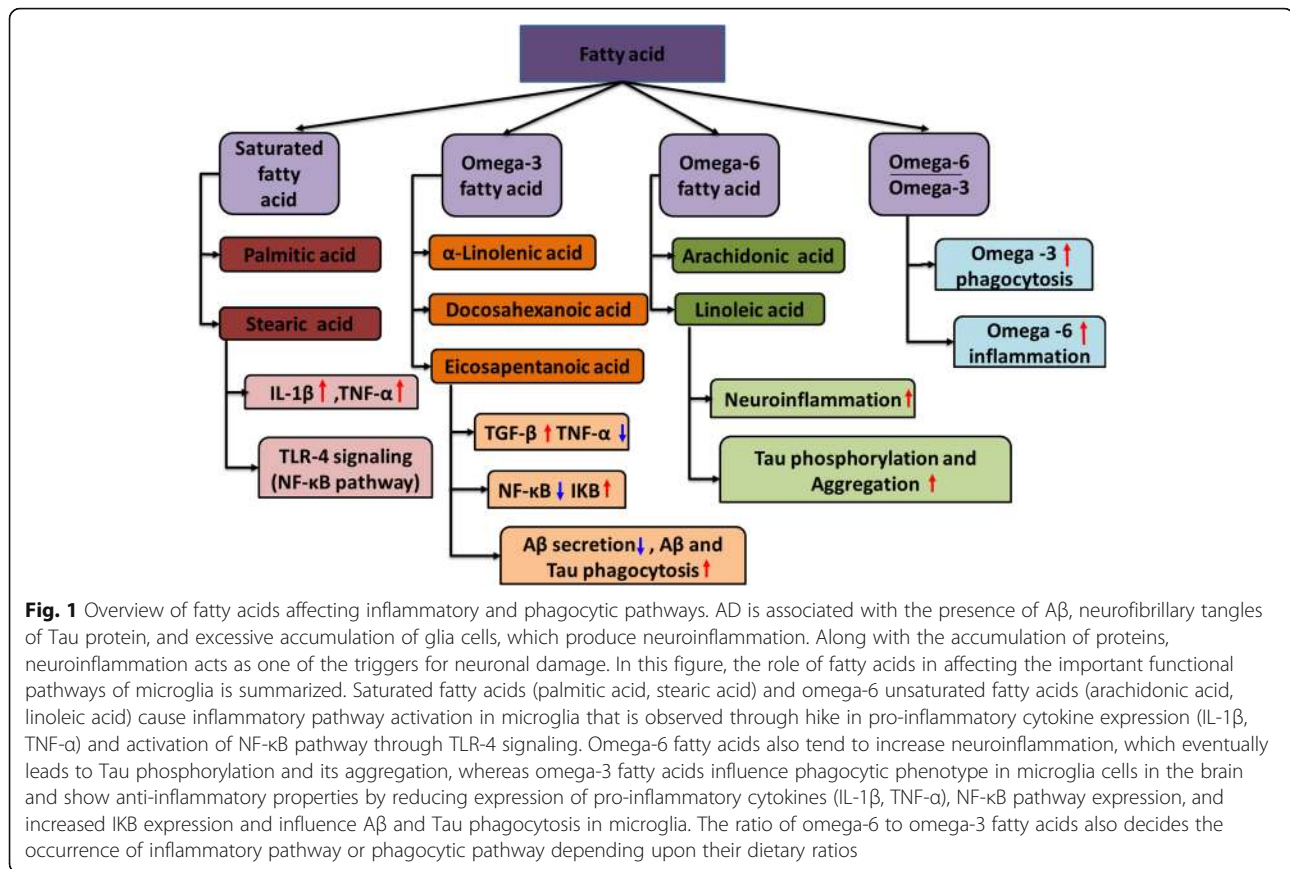 Fatty acid
Saturated
fatty
acid
Palmitic acid
Stearic acid
IL-1β ↑ ,TNF-α ↑
TLR-4 signaling
(NF-κB pathway)
Omega-3
fatty acid
α-Linolenic acid
Docosahexanoic acid
Eicosapentanoic acid
TGF-β ↑ TNF-α ↓
NF-κB ↓ IKB ↑
Aβ secretion↓ , Aβ and
Tau phagocytosis ↑
Omega-6
fatty acid
Arachidonic acid
Linoleic acid
Neuroinflammation ↑
Tau phosphorylation and
Aggregation ↑
Omega-6
Omega-3
Omega -3 ↑
phagocytosis
Omega -6 ↑
inflammation
Fig. 1 Overview of fatty acids affecting inflammatory and phagocytic pathways. AD is associated with the presence of Aβ, neurofibrillary tangles
of Tau protein, and excessive accumulation of glia cells, which produce neuroinflammation. Along with the accumulation of proteins,
neuroinflammation acts as one of the triggers for neuronal damage. In this figure, the role of fatty acids in affecting the important functional
pathways of microglia is summarized. Saturated fatty acids (palmitic acid, stearic acid) and omega-6 unsaturated fatty acids (arachidonic acid,
linoleic acid) cause inflammatory pathway activation in microglia that is observed through hike in pro-inflammatory cytokine expression (IL-1β,
TNF-α) and activation of NF-κB pathway through TLR-4 signaling. Omega-6 fatty acids also tend to increase neuroinflammation, which eventually
leads to Tau phosphorylation and its aggregation, whereas omega-3 fatty acids influence phagocytic phenotype in microglia cells in the brain
and show anti-inflammatory properties by reducing expression of pro-inflammatory cytokines (IL-1β, TNF-α), NF-κB pathway expression, and
increased IKB expression and influence Aβ and Tau phagocytosis in microglia. The ratio of omega-6 to omega-3 fatty acids also decides the
occurrence of inflammatory pathway or phagocytic pathway depending upon their dietary ratios